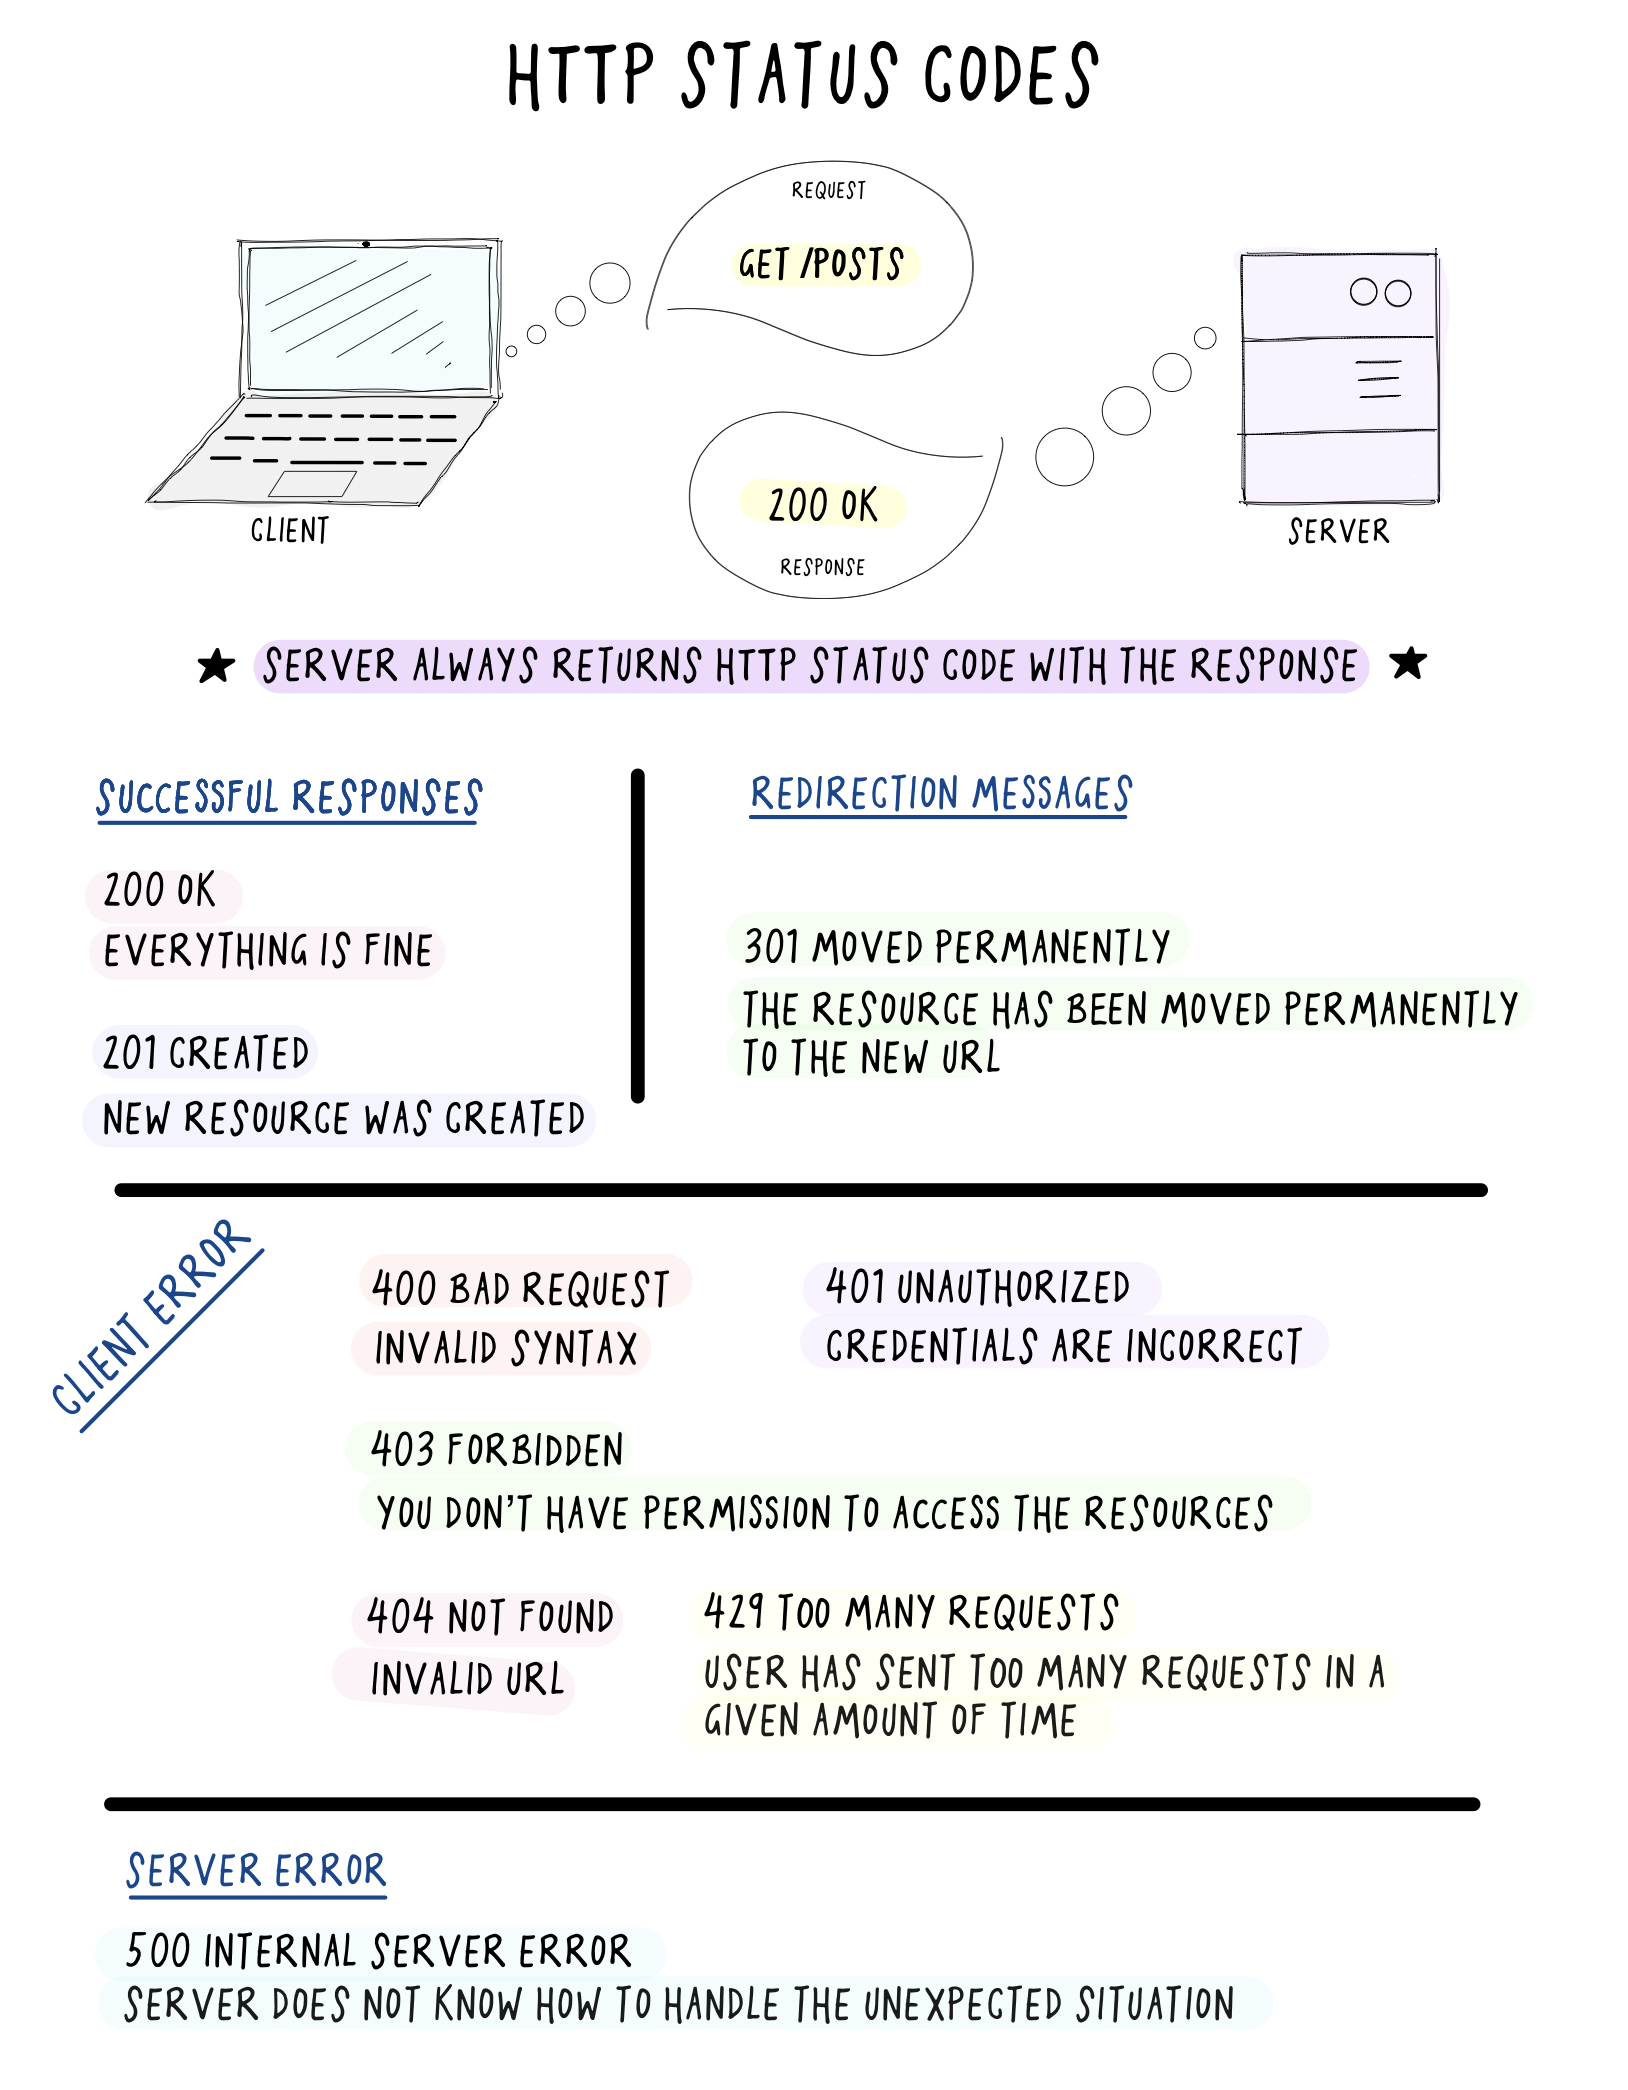 HTTP STATUS CODES
REQUEST
GET /POSTS
200 OK
RESPONSE
CLIENT
SERVER
★ SERVER ALWAYS RETURNS HTTP STATUS CODE WITH THE RESPONSE ★
SUCCESSFUL RESPONSES
200 OK
EVERYTHING IS FINE
201 CREATED
NEW RESOURCE WAS CREATED
REDIRECTION MESSAGES
301 MOVED PERMANENTLY
THE RESOURCE HAS BEEN MOVED PERMANENTLY
TO THE NEW URL
CLIENT ERROR
400 BAD REQUEST
INVALID SYNTAX
401 UNAUTHORIZED
CREDENTIALS ARE INCORRECT
403 FORBIDDEN
YOU DON'T HAVE PERMISSION TO ACCESS THE RESOURCES
404 NOT FOUND
INVALID URL
429 TOO MANY REQUESTS
USER HAS SENT TOO MANY REQUESTS IN A
GIVEN AMOUNT OF TIME
SERVER ERROR
500 INTERNAL SERVER ERROR
SERVER DOES NOT KNOW HOW TO HANDLE THE UNEXPECTED SITUATION